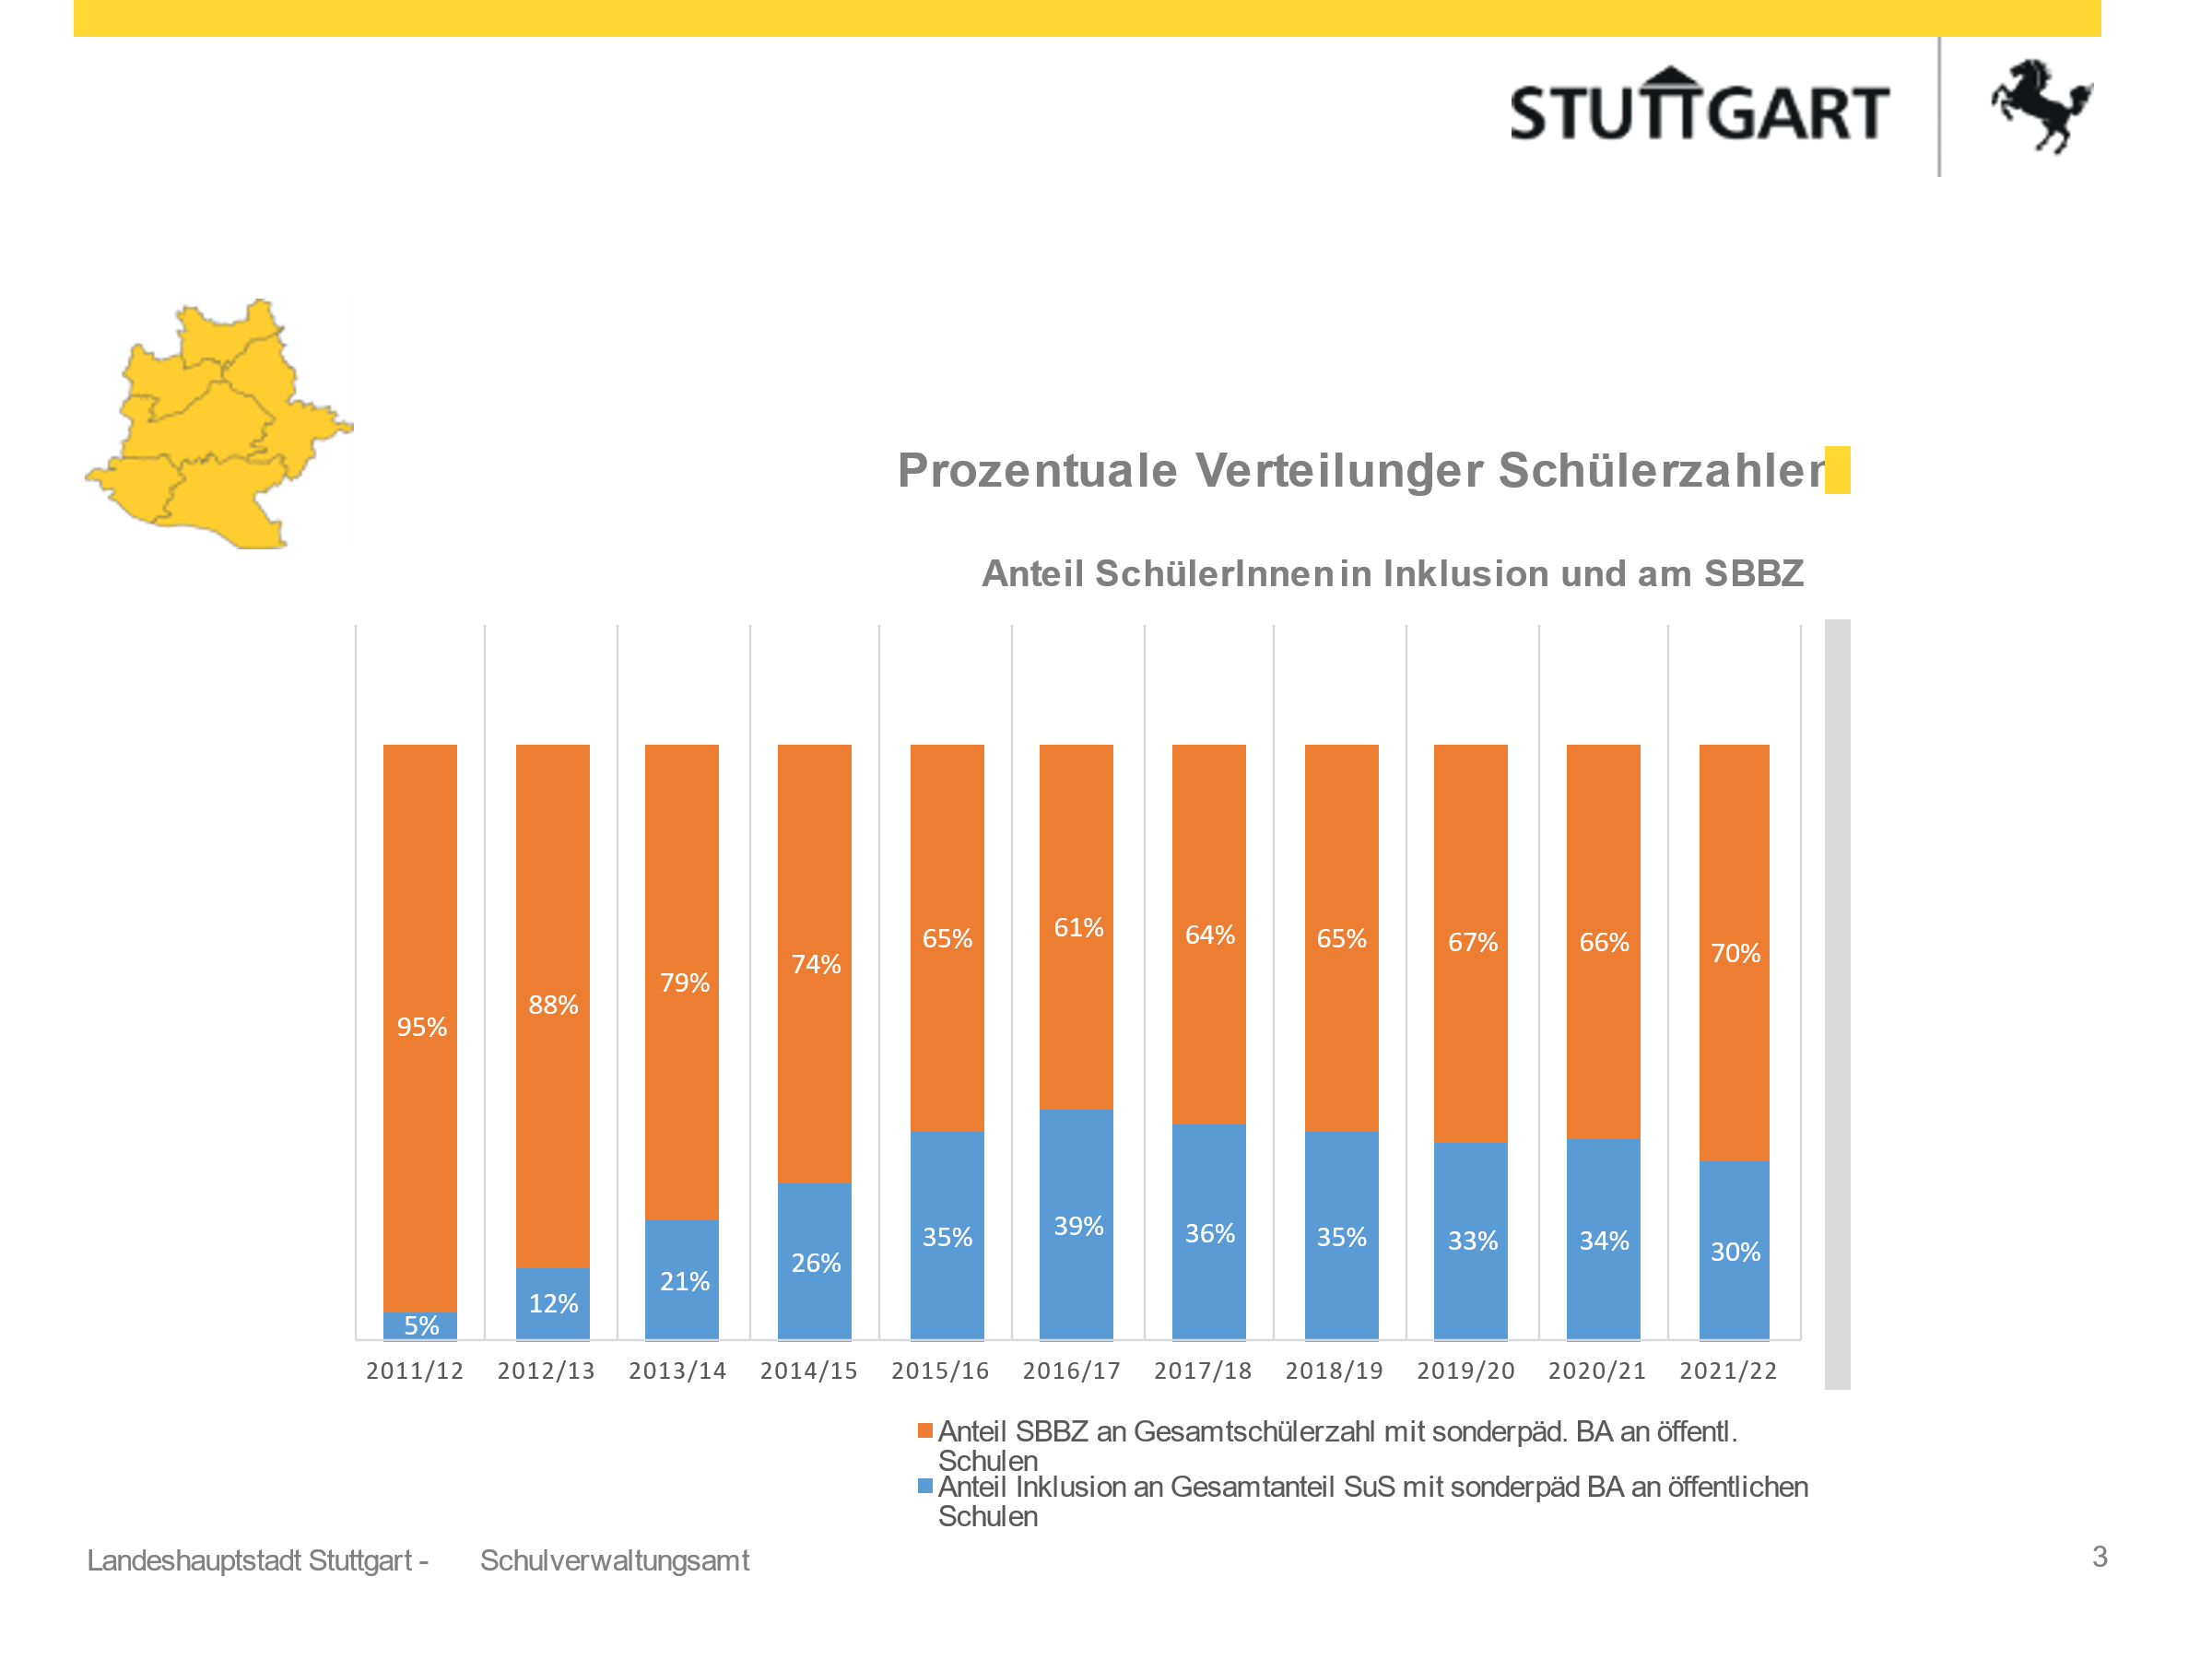 STUTTGART
Prozentuale Verteilunger Schülerzahlen
Anteil SchülerInnen in Inklusion und am SBBZ
95% 88% 79% 74% 65% 61% 64% 65% 67% 66% 70%
5% 12% 21% 26% 35% 39% 36% 35% 33% 34% 30%
2011/12 2012/13 2013/14 2014/15 2015/16 2016/17 2017/18 2018/19 2019/20 2020/21 2021/22
Anteil SBBZ an Gesamtschülerzahl mit sonderpäd. BA an öffentl.
Schulen
Anteil Inklusion an Gesamtanteil SuS mit sonderpäd BA an öffentlichen
Schulen
Landeshauptstadt Stuttgart - Schulverwaltungsamt
3